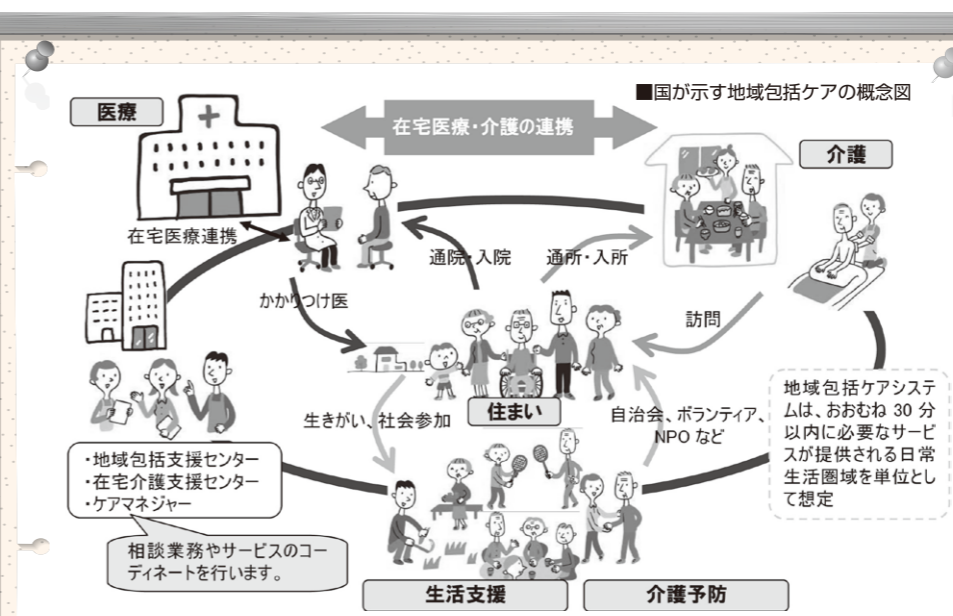 ■国が示す地域包括ケアの概念図
医療
在宅医療・介護の連携
介護
在宅医療連携
通院・入院
通所・入所
かかりつけ医
訪問
生きがい、社会参加
住まい
自治会、ボランティア、
NPO など
地域包括ケアシステ
ムは、おおむね 30 分
以内に必要なサービ
スが提供される日常
生活圏域を単位とし
て想定
・地域包括支援センター
・在宅介護支援センター
・ケアマネジャー
相談業務やサービスのコー
ディネートを行います。
生活支援
介護予防